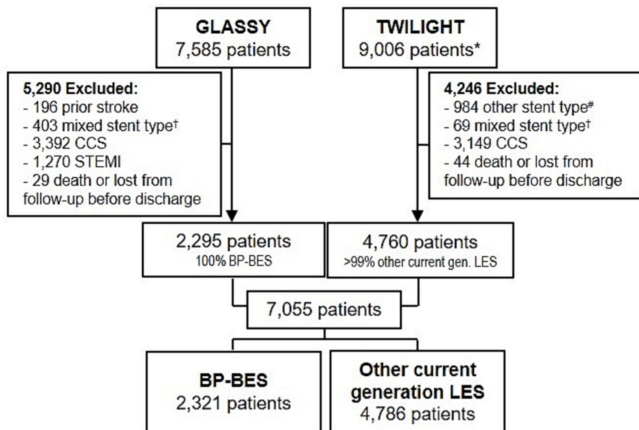 GLASSY
7,585 patients
TWILIGHT
9,006 patients*
5,290 Excluded:
- 196 prior stroke
- 403 mixed stent type†
- 3,392 CCS
- 1,270 STEMI
- 29 death or lost from
follow-up before discharge
4,246 Excluded:
- 984 other stent type#
- 69 mixed stent type†
- 3,149 CCS
- 44 death or lost from
follow-up before discharge
2,295 patients
100% BP-BES
4,760 patients
>99% other current gen. LES
7,055 patients
BP-BES
2,321 patients
Other current
generation LES
4,786 patients